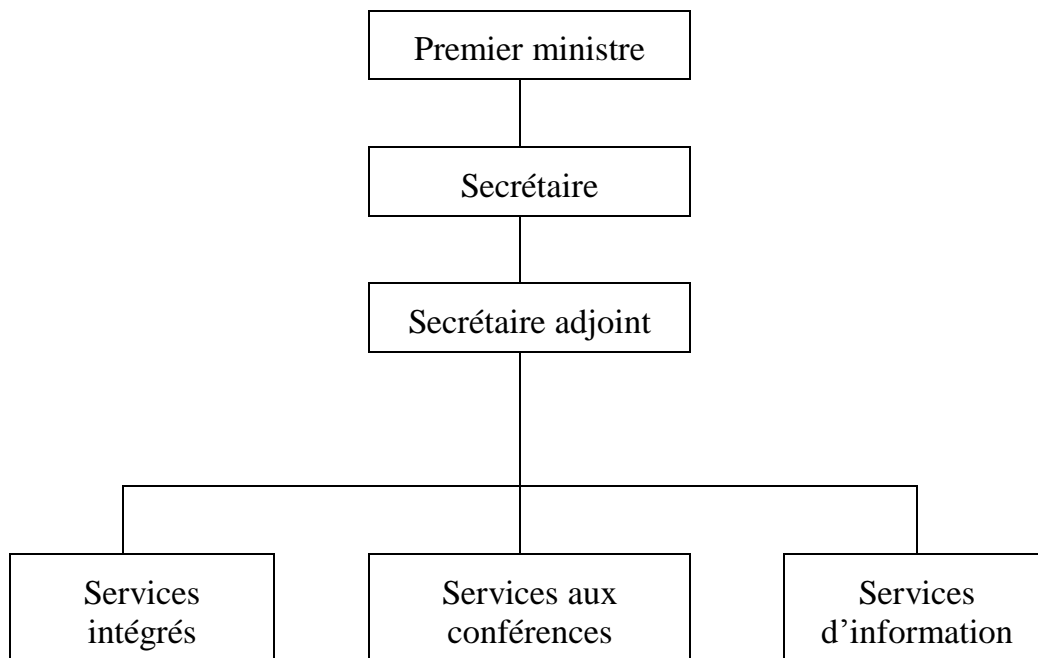 Premier ministre
Secrétaire
Secrétaire adjoint
Services
intégrés
Services aux
conférences
Services
d’information